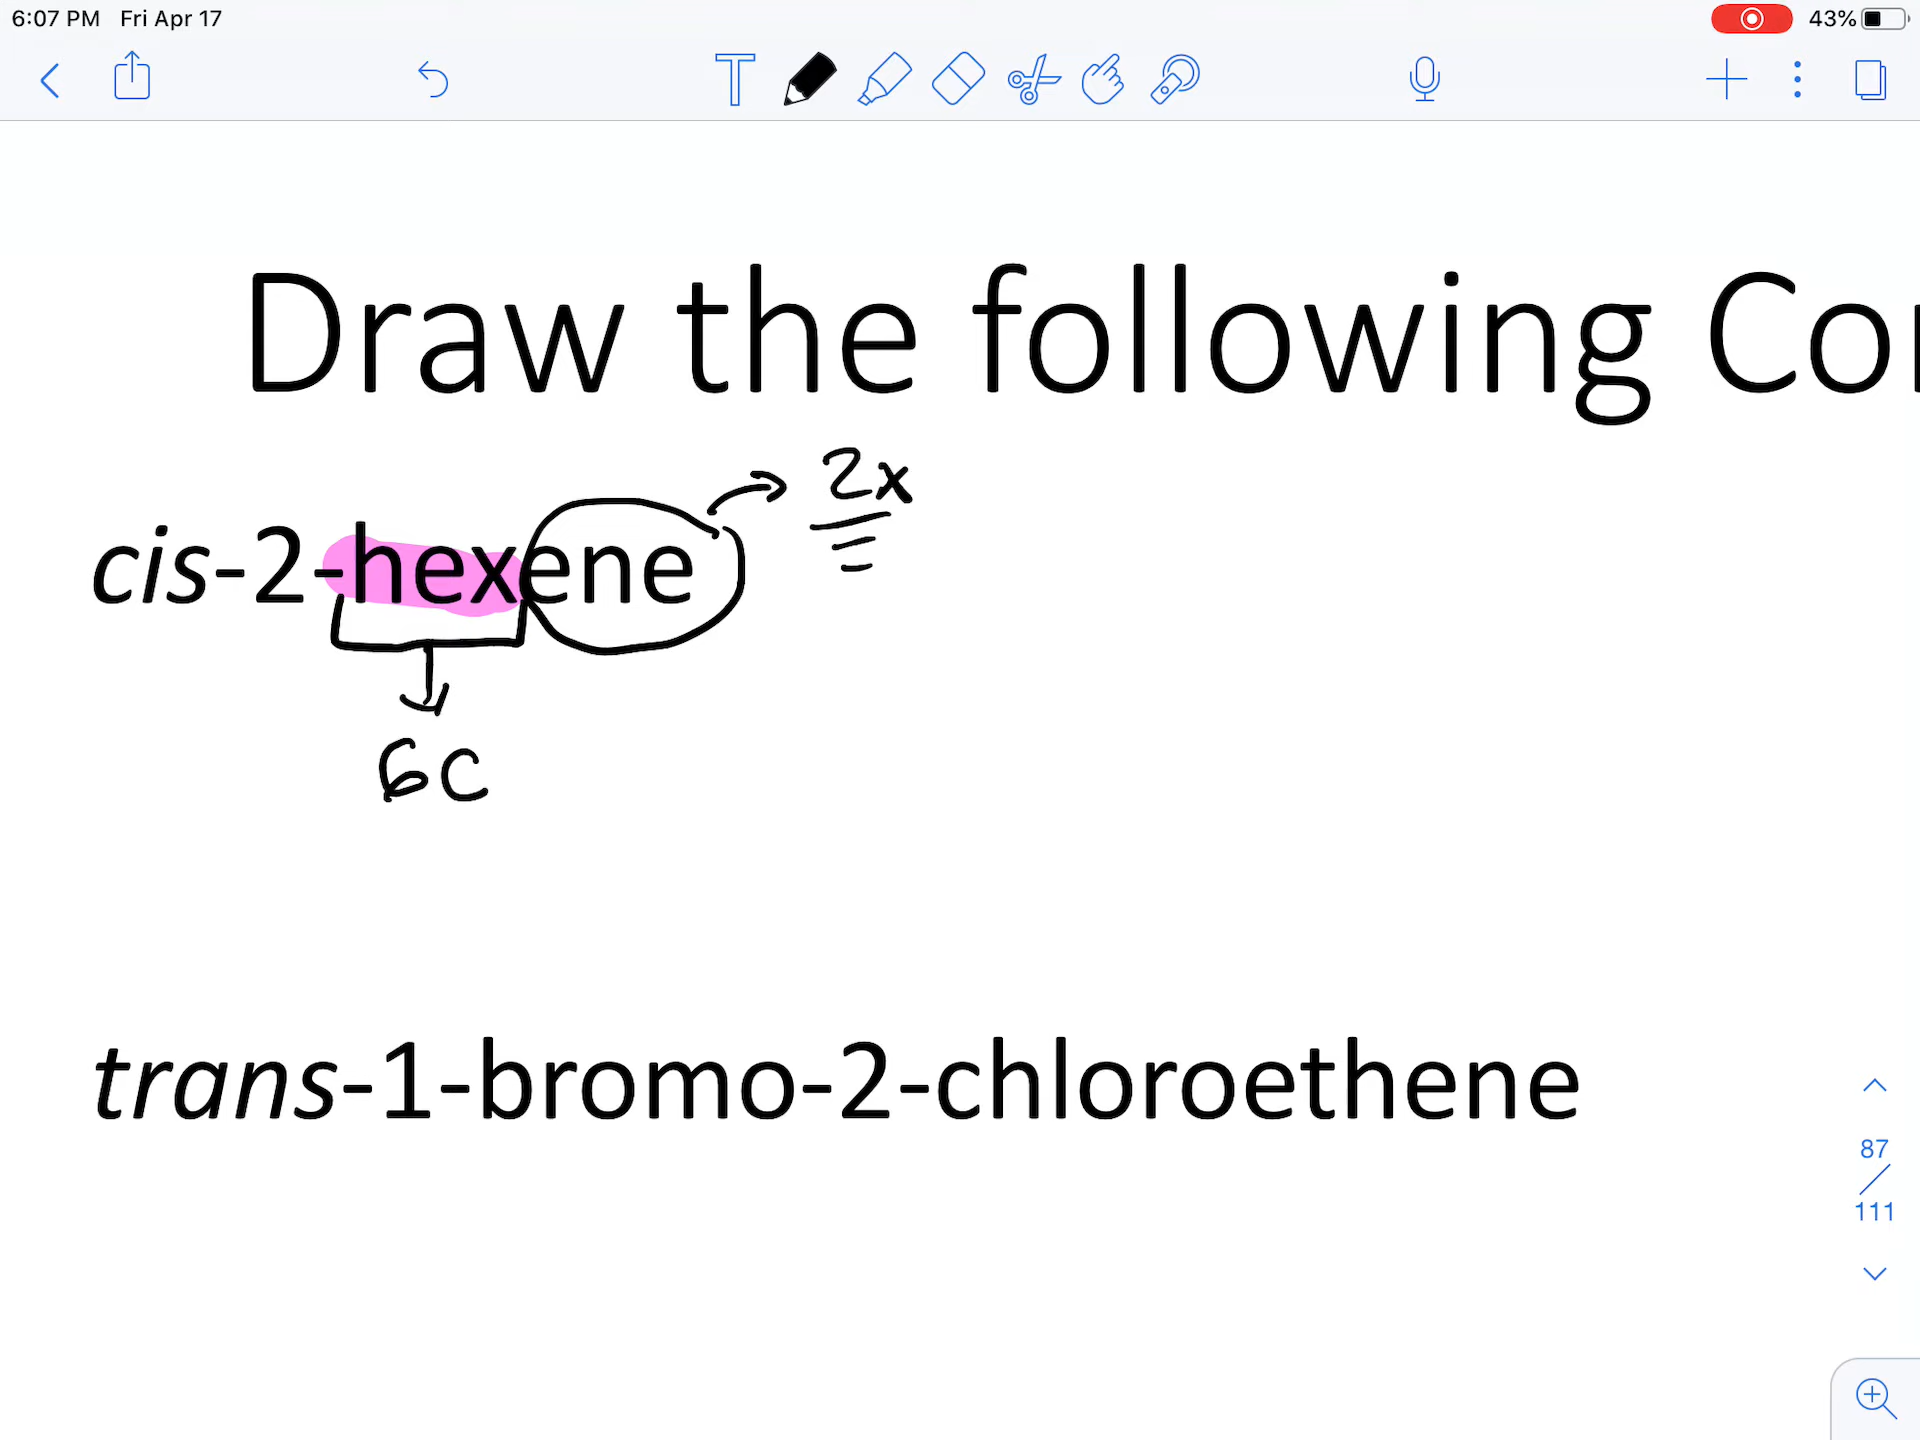 6:07 PM Fri Apr 17
43%
T
Draw the following Co
2x
cis-2-hexene
6C
trans-1-bromo-2-chloroethene
87
111